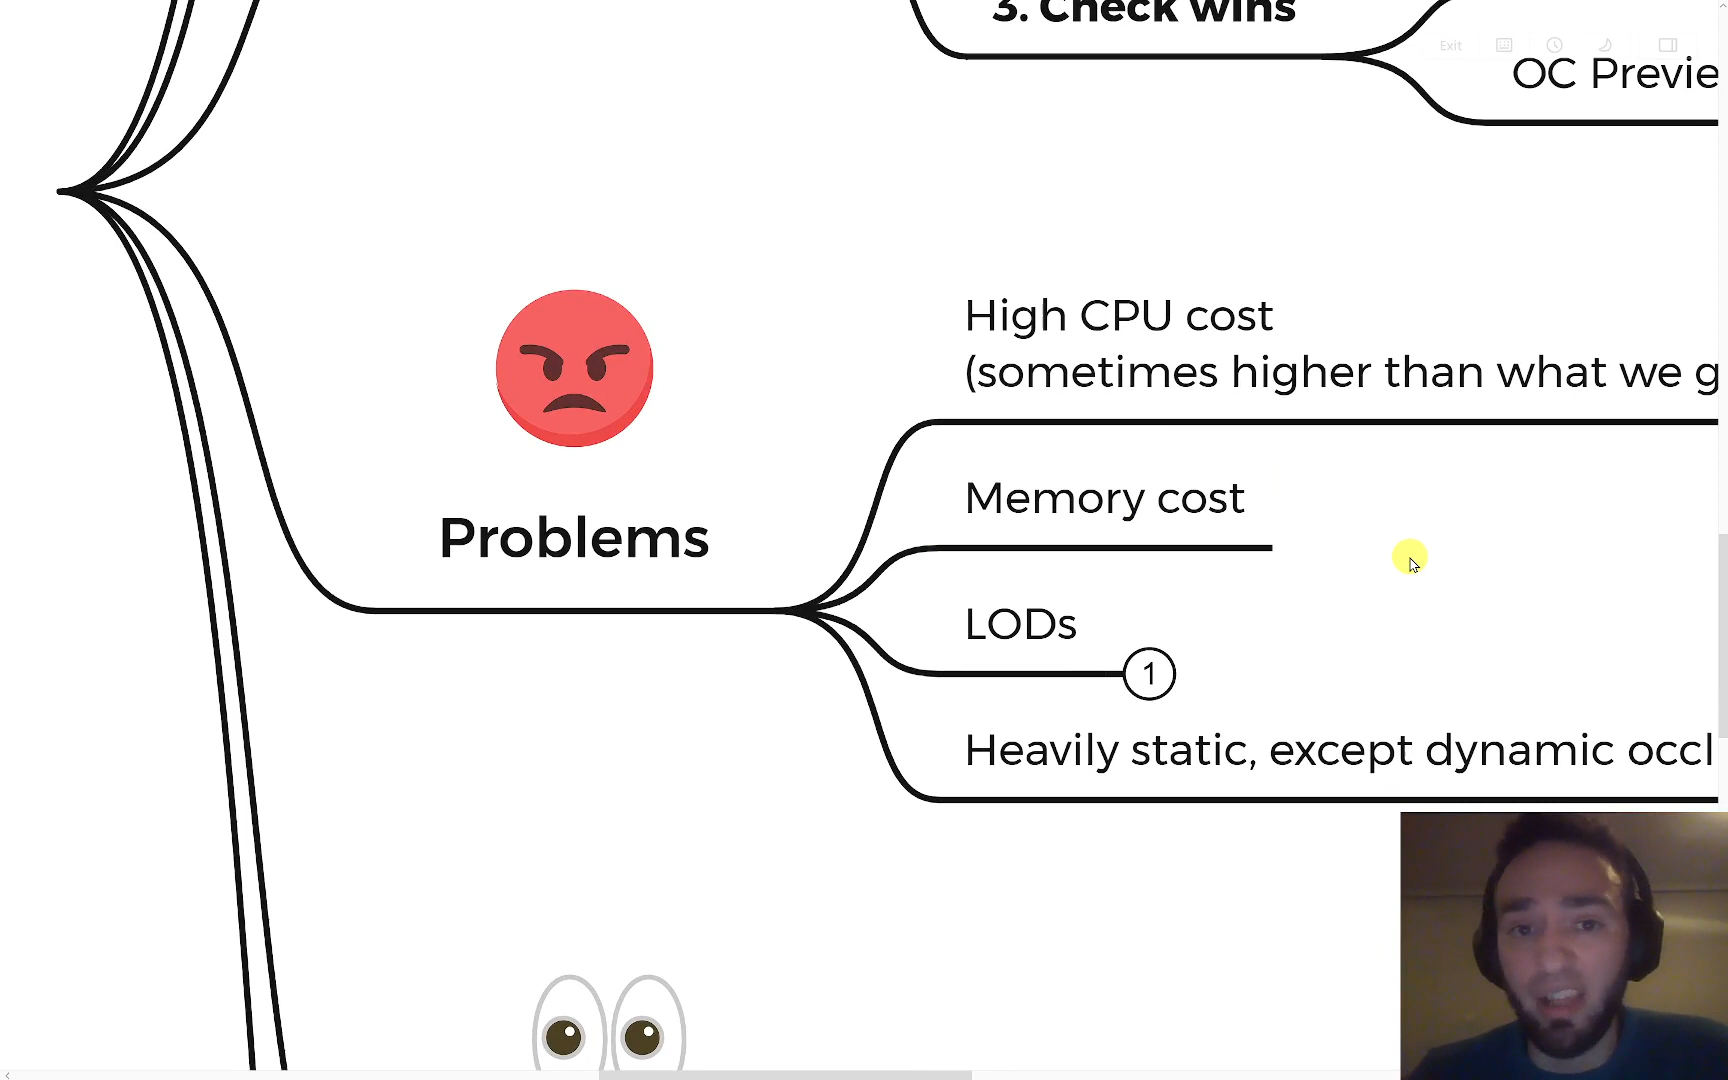 3. Check wins
Exit
OC Previe
High CPU cost
(sometimes higher than what we g
Memory cost
Problems
LODs
1
Heavily static, except dynamic occl